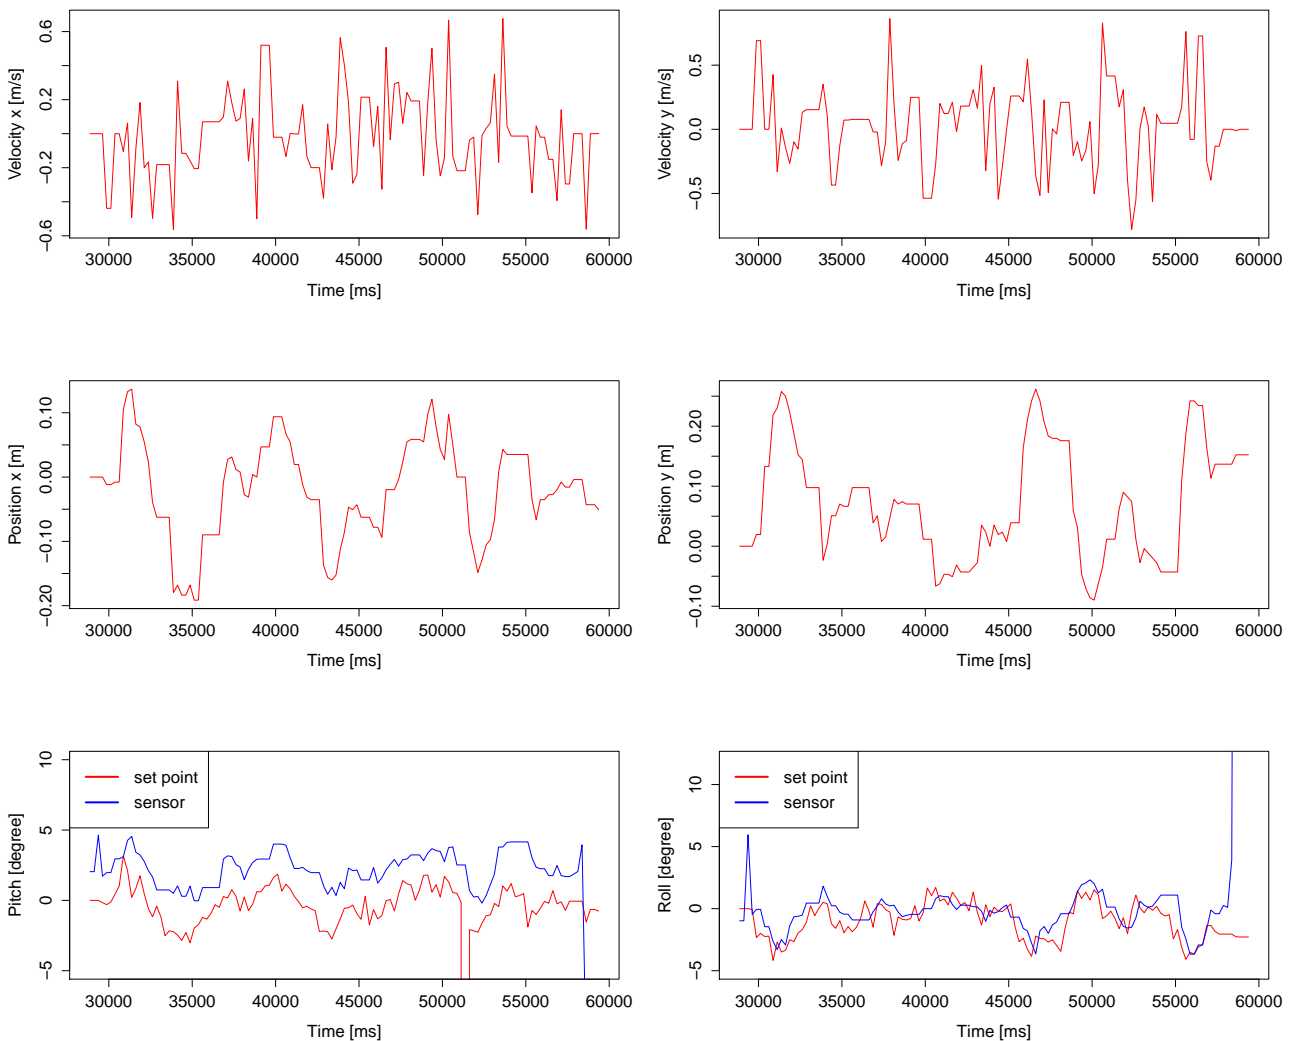 Velocity x [m/s]
0.6
0.2
−0.2
−0.6
30000 35000 40000 45000 50000 55000 60000
Time [ms]
Velocity y [m/s]
0.5
0.0
−0.5
30000 35000 40000 45000 50000 55000 60000
Time [ms]
Position x [m]
0.10
0.00
−0.10
−0.20
30000 35000 40000 45000 50000 55000 60000
Time [ms]
Position y [m]
0.20
0.10
0.00
−0.10
30000 35000 40000 45000 50000 55000 60000
Time [ms]
Pitch [degree]
10
5
0
−5
set point
sensor
30000 35000 40000 45000 50000 55000 60000
Time [ms]
Roll [degree]
10
5
0
−5
set point
sensor
30000 35000 40000 45000 50000 55000 60000
Time [ms]